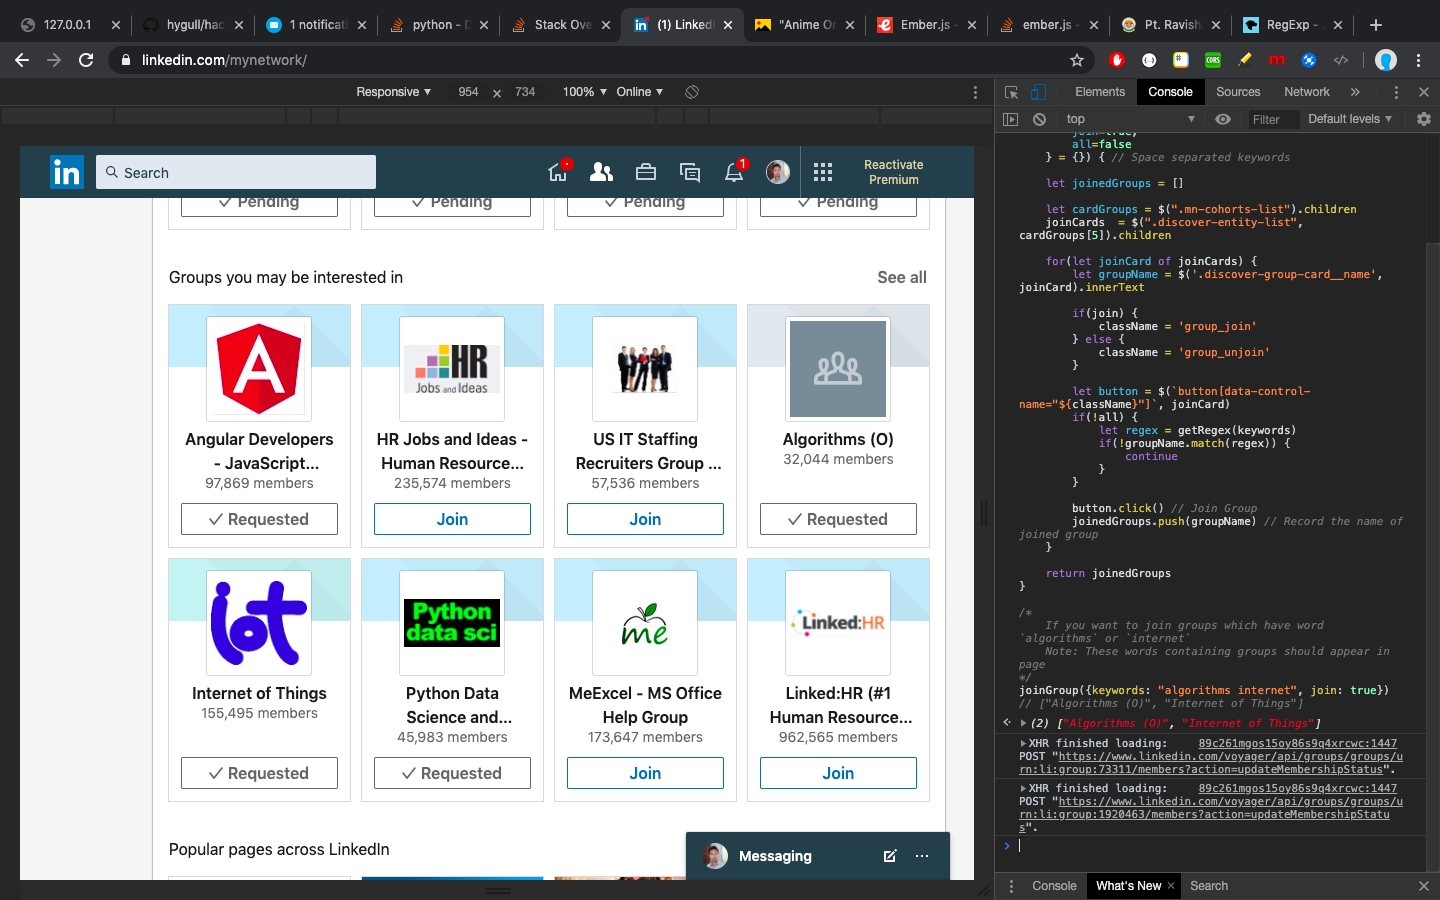 127.0.0.1
hygull/hac
1 notificati
python - D
Stack Ove
(1) LinkedI
"Anime Or
Ember.js -
ember.js -
Pt. Ravish
RegExp - .
linkedin.com/mynetwork/
Responsive ▼ 954 × 734 100% ▼ Online ▼
Elements Console Sources Network »
top Filter Default levels ▼
in Search
1
Reactivate
Premium
Pending Pending Pending Pending
Groups you may be interested in See all
HR
Jobs and Ideas
Angular Developers
- JavaScript...
97,869 members
Requested
HR Jobs and Ideas -
Human Resource...
235,574 members
Join
US IT Staffing
Recruiters Group ...
57,536 members
Join
Algorithms (O)
32,044 members
Requested
iot
Internet of Things
155,495 members
Requested
Python
data sci
Python Data
Science and...
45,983 members
Requested
me
MeExcel - MS Office
Help Group
173,647 members
Join
Linked:HR
Linked:HR (#1
Human Resource...
962,565 members
Join
Popular pages across LinkedIn
Messaging
join=true,
all=false
} = {}) { // Space separated keywords
let joinedGroups = []
let cardGroups = $(".mn-cohorts-list").children
joinCards  = $(".discover-entity-list",
cardGroups[5]).children
for(let joinCard of joinCards) {
let groupName = $('.discover-group-card__name',
joinCard).innerText
if(join) {
className = 'group_join'
} else {
className = 'group_unjoin'
}
let button = $(`button[data-control-
name="${className}"]`, joinCard)
if(!all) {
let regex = getRegex(keywords)
if(!groupName.match(regex)) {
continue
}
}
button.click() // Join Group
joinedGroups.push(groupName) // Record the name of
joined group
}
return joinedGroups
}
/*
If you want to join groups which have word
`algorithms` or `internet`
Note: These words containing groups should appear in
page
*/
joinGroup({keywords: "algorithms internet", join: true})
// ["Algorithms (O)", "Internet of Things"]
(2) ["Algorithms (O)", "Internet of Things"]
XHR finished loading: 89c261mgos15oy86s9q4xrcwc:1447
POST "https://www.linkedin.com/voyager/api/groups/groups/u
rn:li:group:73311/members?action=updateMembershipStatus".
XHR finished loading: 89c261mgos15oy86s9q4xrcwc:1447
POST "https://www.linkedin.com/voyager/api/groups/groups/u
rn:li:group:1920463/members?action=updateMembershipStatu
s".
Console What's New Search